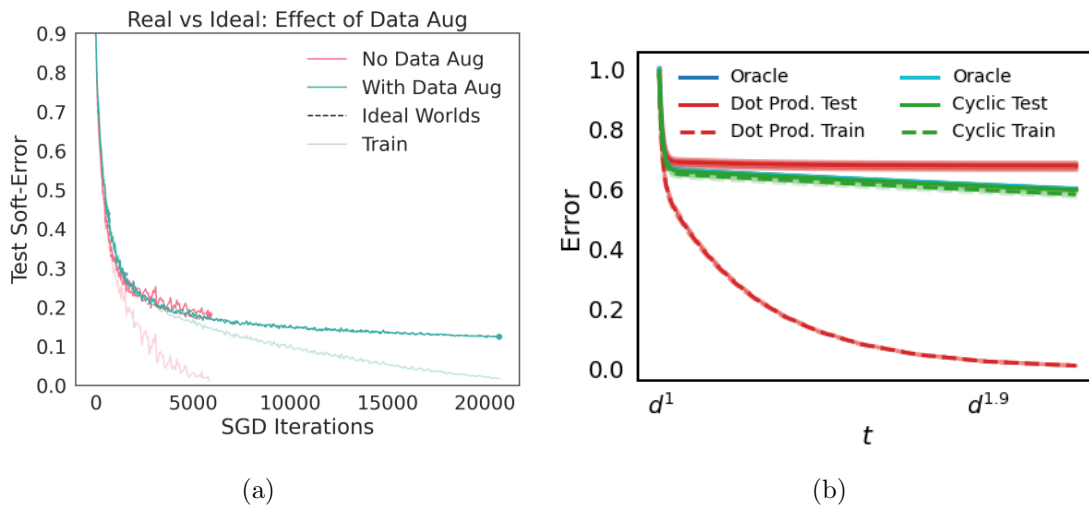 Real vs Ideal: Effect of Data Aug
Test Soft-Error
0.9
0.8
0.7
0.6
0.5
0.4
0.3
0.2
0.1
0.0
No Data Aug
With Data Aug
Ideal Worlds
Train
0 5000 10000 15000 20000
SGD Iterations
(a)
Error
1.0
0.8
0.6
0.4
0.2
0.0
Oracle Oracle
Dot Prod. Test Cyclic Test
Dot Prod. Train Cyclic Train
d^1 d^1.9
t
(b)